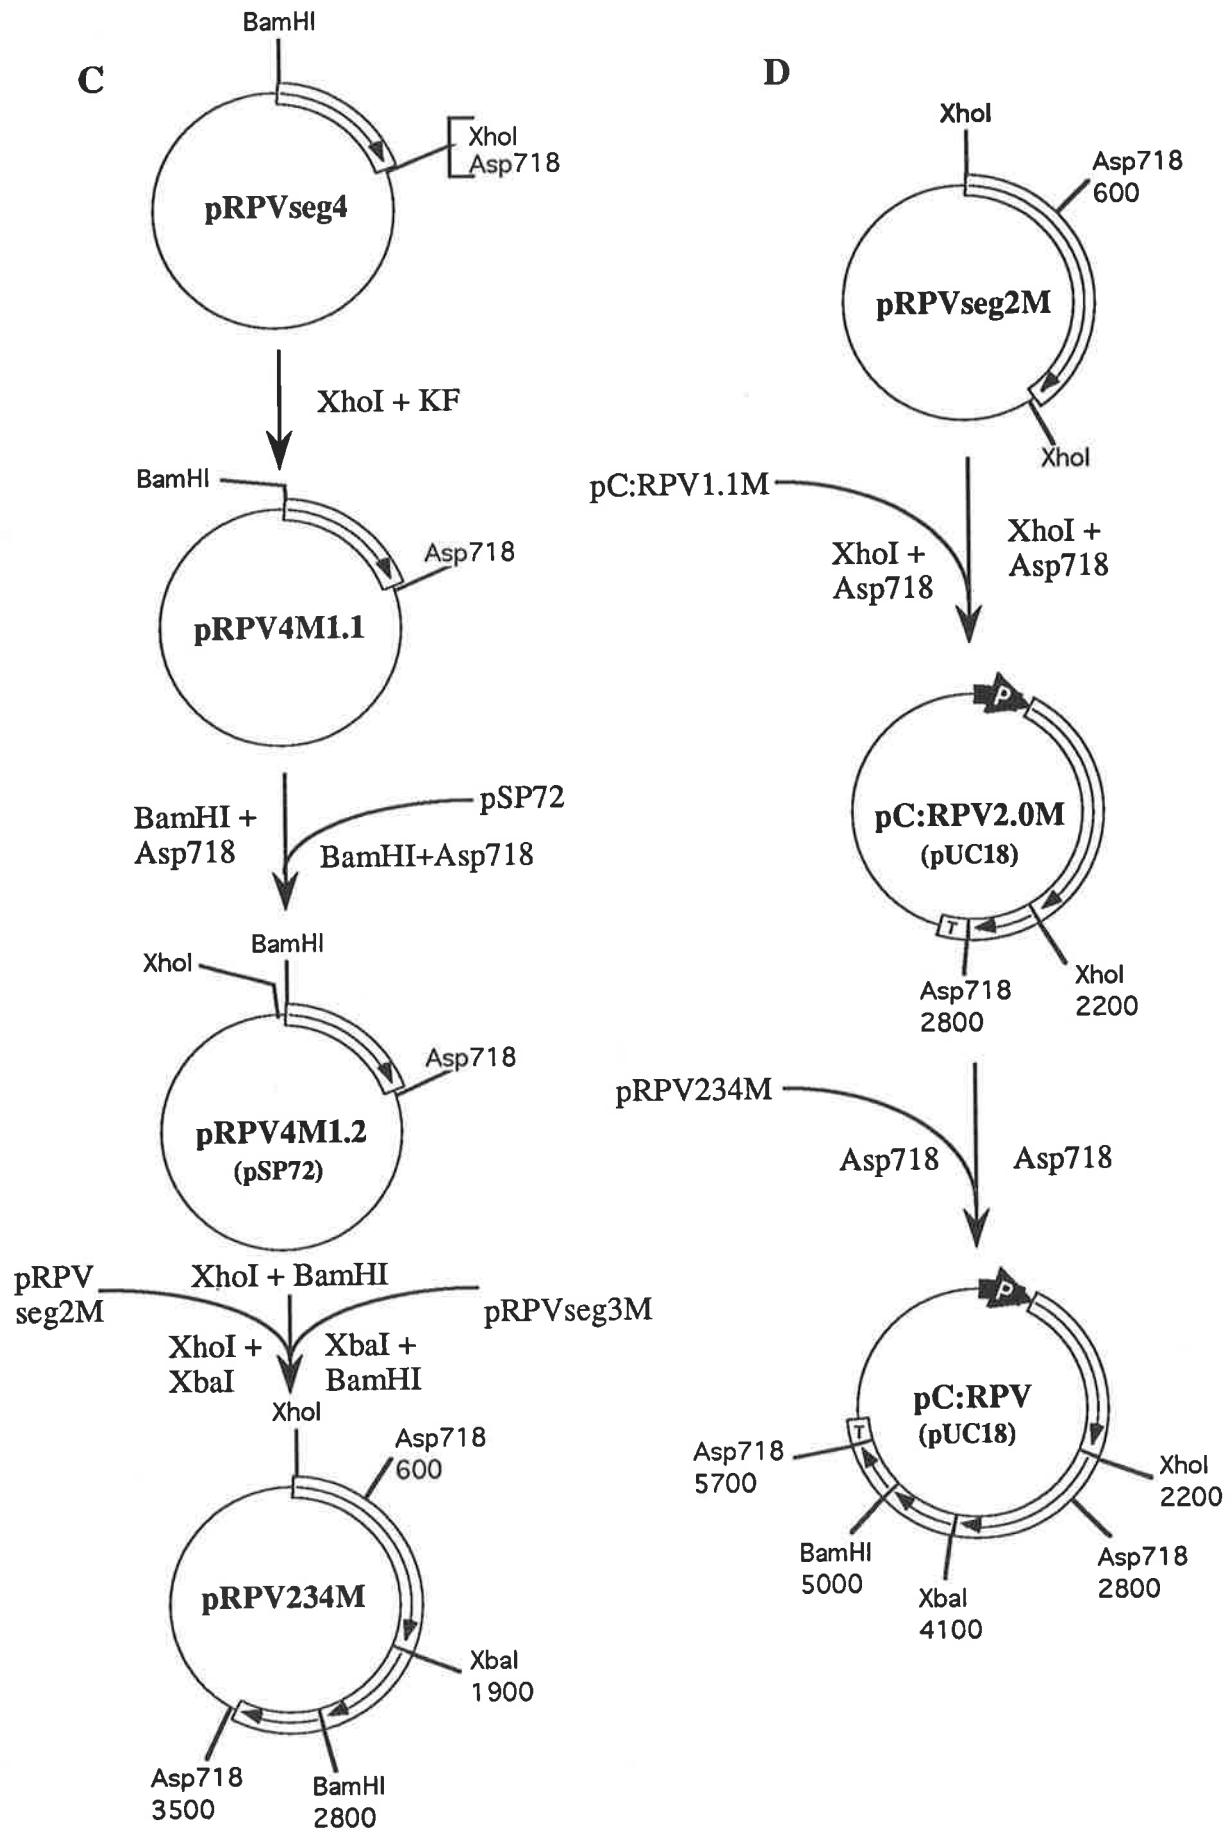 C
BamHI
XhoI
Asp718
pRPVseg4
XhoI + KF
BamHI
Asp718
pRPV4M1.1
BamHI +
Asp718
pSP72
BamHI+Asp718
BamHI
XhoI
Asp718
pRPV4M1.2
(pSP72)
pRPV
seg2M
XhoI + BamHI
pRPVseg3M
XhoI +
XbaI
XbaI +
BamHI
XhoI
Asp718
600
pRPV234M
XbaI
1900
Asp718
3500
BamHI
2800
D
XhoI
Asp718
600
pRPVseg2M
XhoI
pC:RPV1.1M
XhoI +
Asp718
XhoI +
Asp718
P
pC:RPV2.0M
(pUC18)
T
Asp718
2800
XhoI
2200
pRPV234M
Asp718
Asp718
P
pC:RPV
(pUC18)
T
Asp718
5700
XhoI
2200
BamHI
5000
Asp718
2800
XbaI
4100